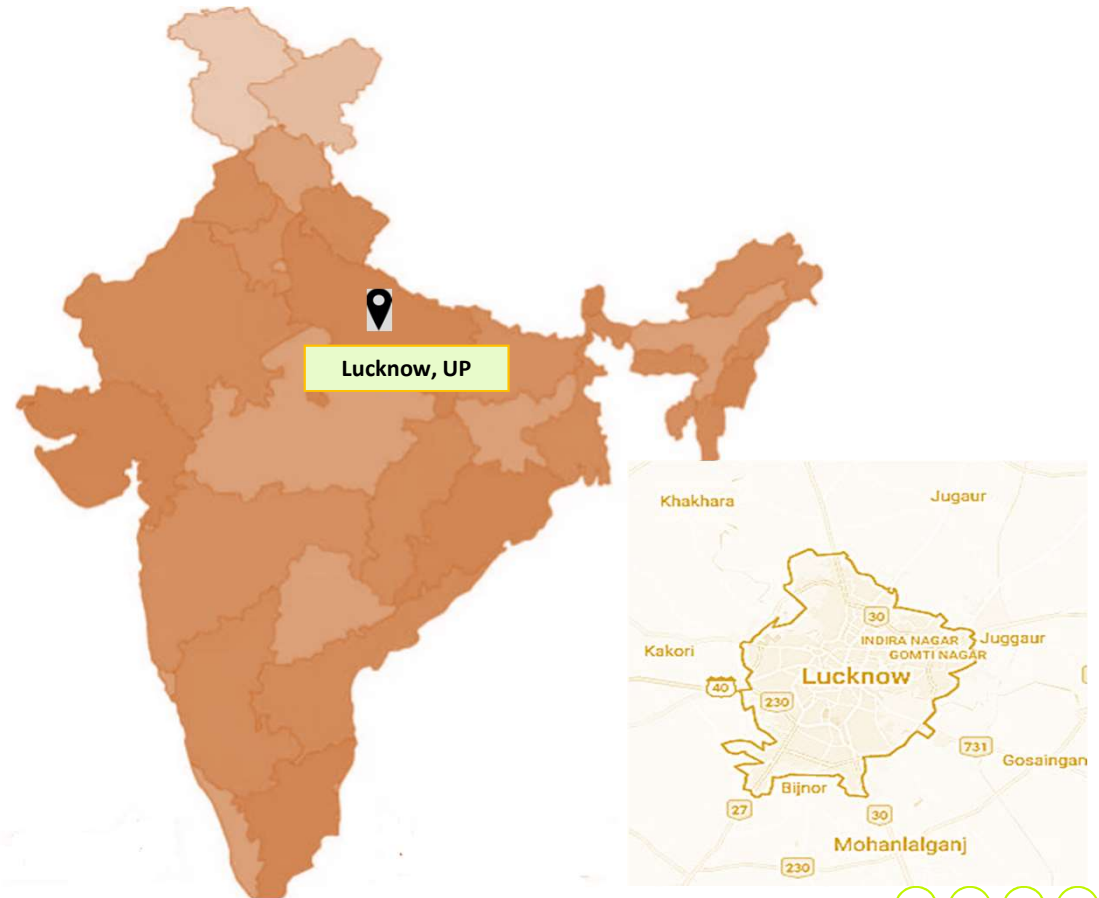 Lucknow, UP
Khakhara
Jugaur
30
INDIRA NAGAR
Juggaur
GOMTI NAGAR
Kakori
Lucknow
40
230
731
Gosaingan
Bijnor
27
30
Mohanlalganj
230